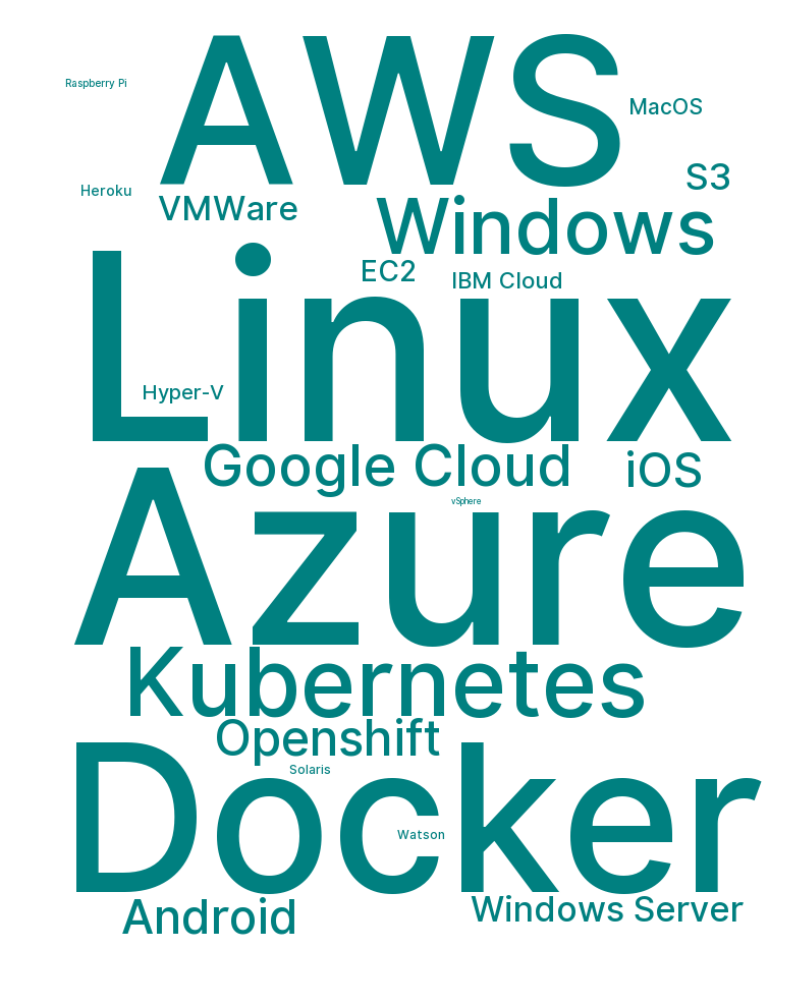 AWS
Raspberry Pi
MacOS
S3
Heroku
VMWare
Windows
EC2
IBM Cloud
Linux
Hyper-V
Google Cloud
iOS
vSphere
Azure
Kubernetes
Openshift
Solaris
Docker
Watson
Android
Windows Server